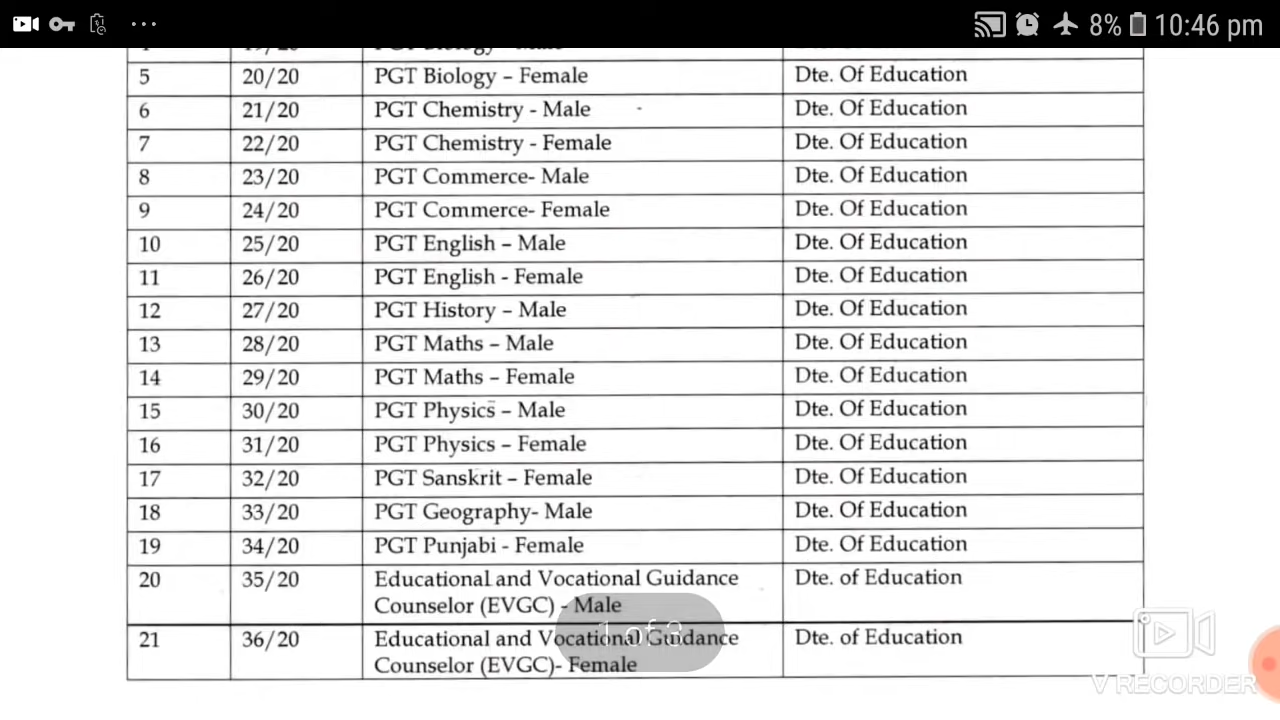 8% 10:46 pm
5 20/20 PGT Biology – Female Dte. Of Education
6 21/20 PGT Chemistry - Male Dte. Of Education
7 22/20 PGT Chemistry - Female Dte. Of Education
8 23/20 PGT Commerce- Male Dte. Of Education
9 24/20 PGT Commerce- Female Dte. Of Education
10 25/20 PGT English – Male Dte. Of Education
11 26/20 PGT English - Female Dte. Of Education
12 27/20 PGT History – Male Dte. Of Education
13 28/20 PGT Maths – Male Dte. Of Education
14 29/20 PGT Maths – Female Dte. Of Education
15 30/20 PGT Physics – Male Dte. Of Education
16 31/20 PGT Physics – Female Dte. Of Education
17 32/20 PGT Sanskrit – Female Dte. Of Education
18 33/20 PGT Geography- Male Dte. Of Education
19 34/20 PGT Punjabi - Female Dte. Of Education
20 35/20 Educational and Vocational Guidance Dte. of Education
Counselor (EVGC) - Male
1 of 3
21 36/20 Educational and Vocational Guidance Dte. of Education
Counselor (EVGC)- Female
V RECORDER